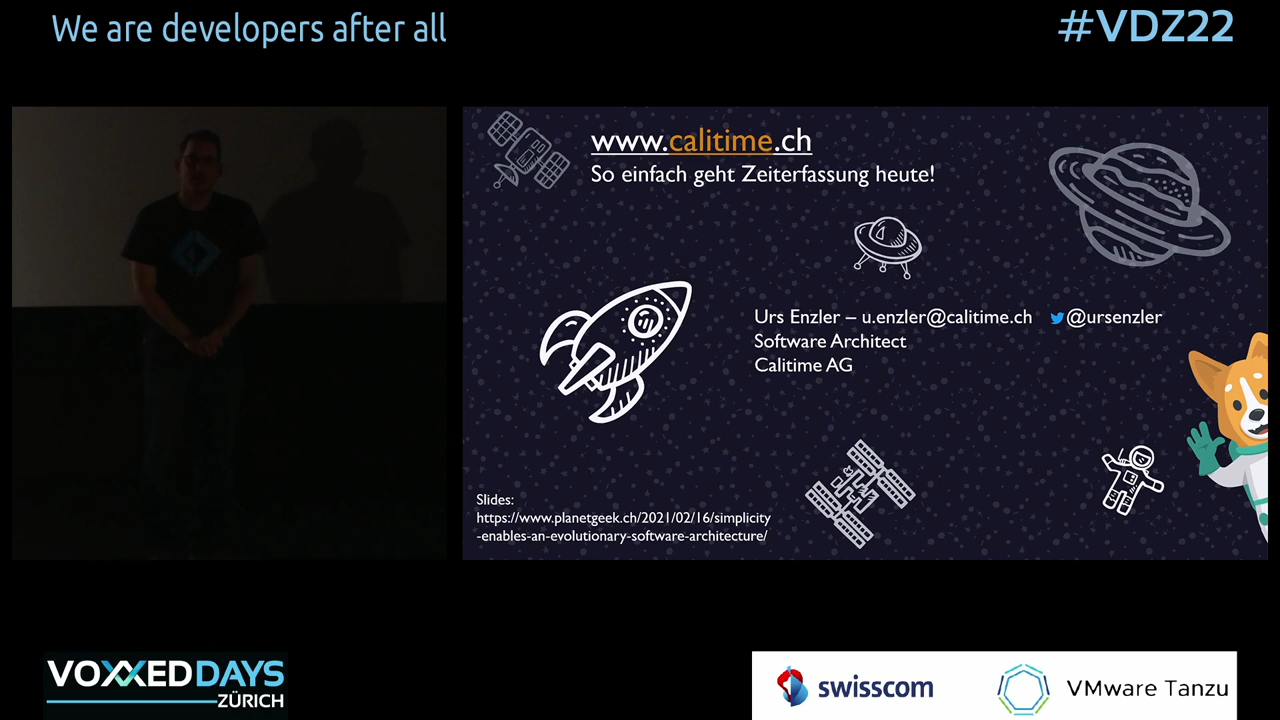 We are developers after all
#VDZ22
www.calitime.ch
So einfach geht Zeiterfassung heute!
Urs Enzler – u.enzler@calitime.ch @ursenzler
Software Architect
Calitime AG
Slides:
https://www.planetgeek.ch/2021/02/16/simplicity
-enables-an-evolutionary-software-architecture/
VOXXED DAYS
ZÜRICH
swisscom
VMware Tanzu